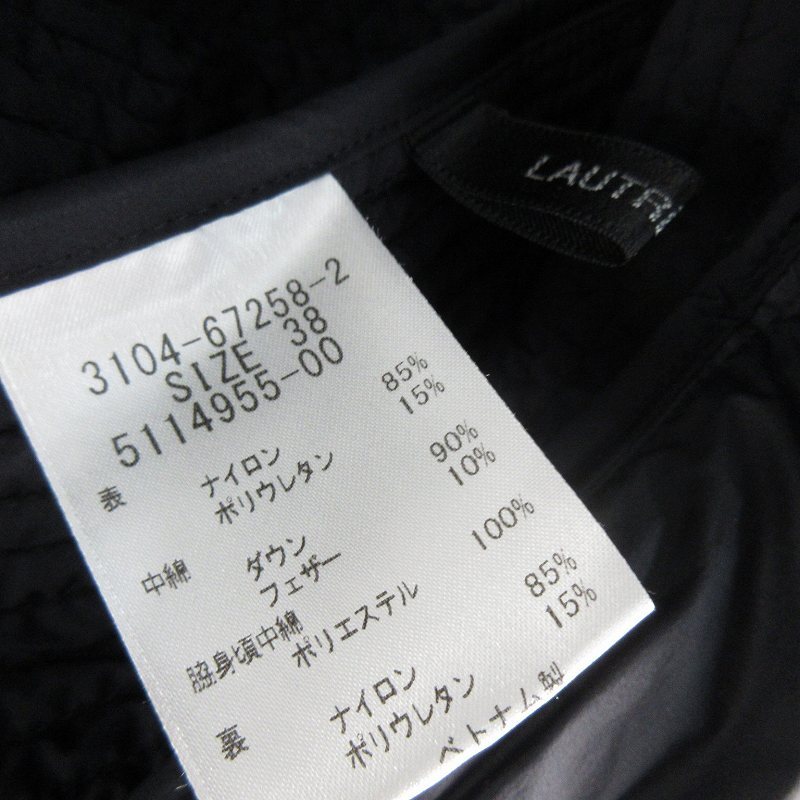 LAUTR
3104-67258-2
SIZE 38
5114955-00
表 ナイロン 85%
ポリウレタン 15%
中綿 ダウン 90%
フェザー 10%
脇身頃中綿 ポリエステル 100%
裏 ナイロン 85%
ポリウレタン 15%
ベトナム製